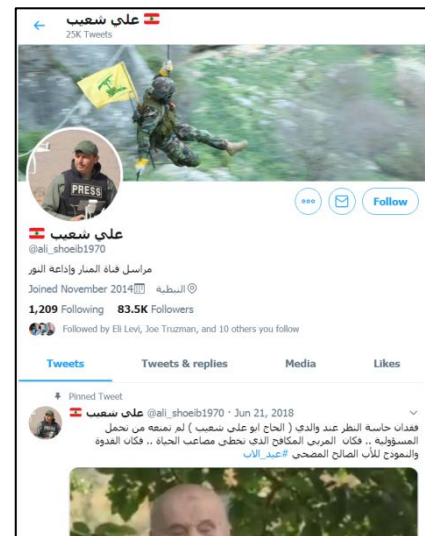 علي شعيب
25K Tweets
PRESS
Follow
علي شعيب
@ali_shoeib1970
مراسل قناة المنار وإذاعة النور
النبطية Joined November 2014
1,209 Following 83.5K Followers
Followed by Eli Levi, Joe Truzman, and 10 others you follow
Tweets Tweets & replies Media Likes
Pinned Tweet
علي شعيب @ali_shoeib1970 · Jun 21, 2018
فقدان حاسة النظر عند والدي ( الحاج ابو علي شعيب ) لم تمنعه من تحمل
المسؤولية .. فكان المربي المكافح الذي تخطى مصاعب الحياة .. فكان القدوة
والنموذج للأب الصالح المضحي #عيد_الاب